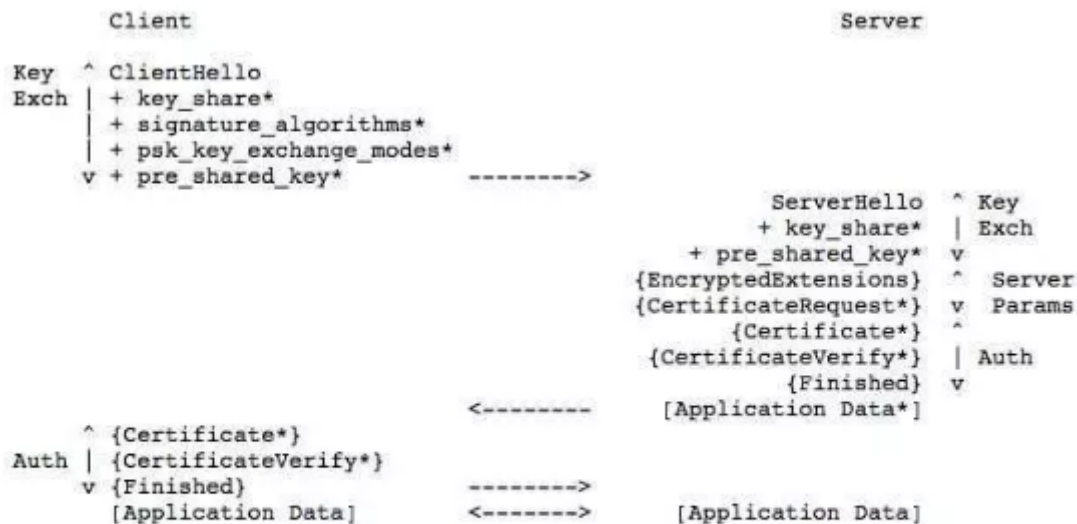 Client                                               Server

Key  ^ ClientHello
Exch | + key_share*
     | + signature_algorithms*
     | + psk_key_exchange_modes*
     v + pre_shared_key*         -------->
                                                ServerHello  ^ Key
                                               + key_share*  | Exch
                                          + pre_shared_key*  v
                                      {EncryptedExtensions}  ^  Server
                                      {CertificateRequest*}  v  Params
                                             {Certificate*}  ^
                                       {CertificateVerify*}  | Auth
                                                 {Finished}  v
                                 <--------  [Application Data*]
     ^ {Certificate*}
Auth | {CertificateVerify*}
     v {Finished}                -------->
       [Application Data]        <------->  [Application Data]